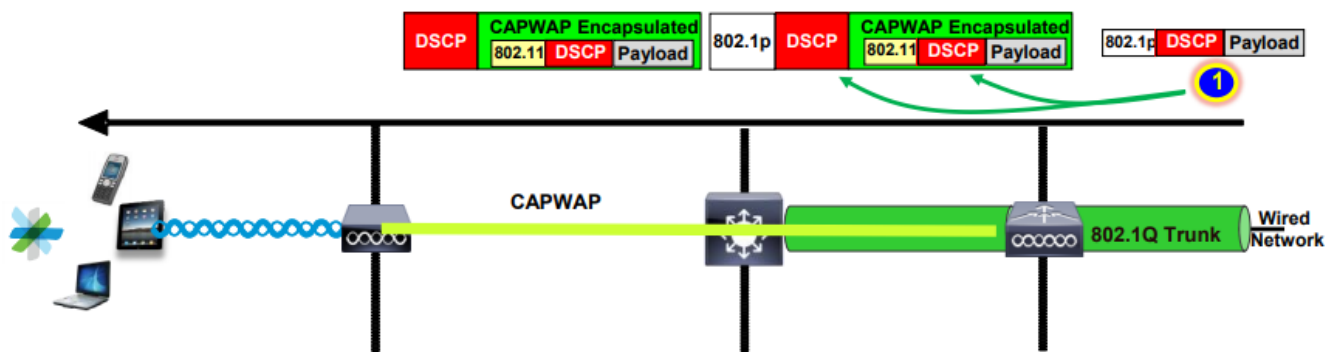 DSCP
CAPWAP Encapsulated
802.11 DSCP Payload
802.1p
DSCP
CAPWAP Encapsulated
802.11 DSCP Payload
802.1p DSCP Payload
1
CAPWAP
802.1Q Trunk
Wired
Network